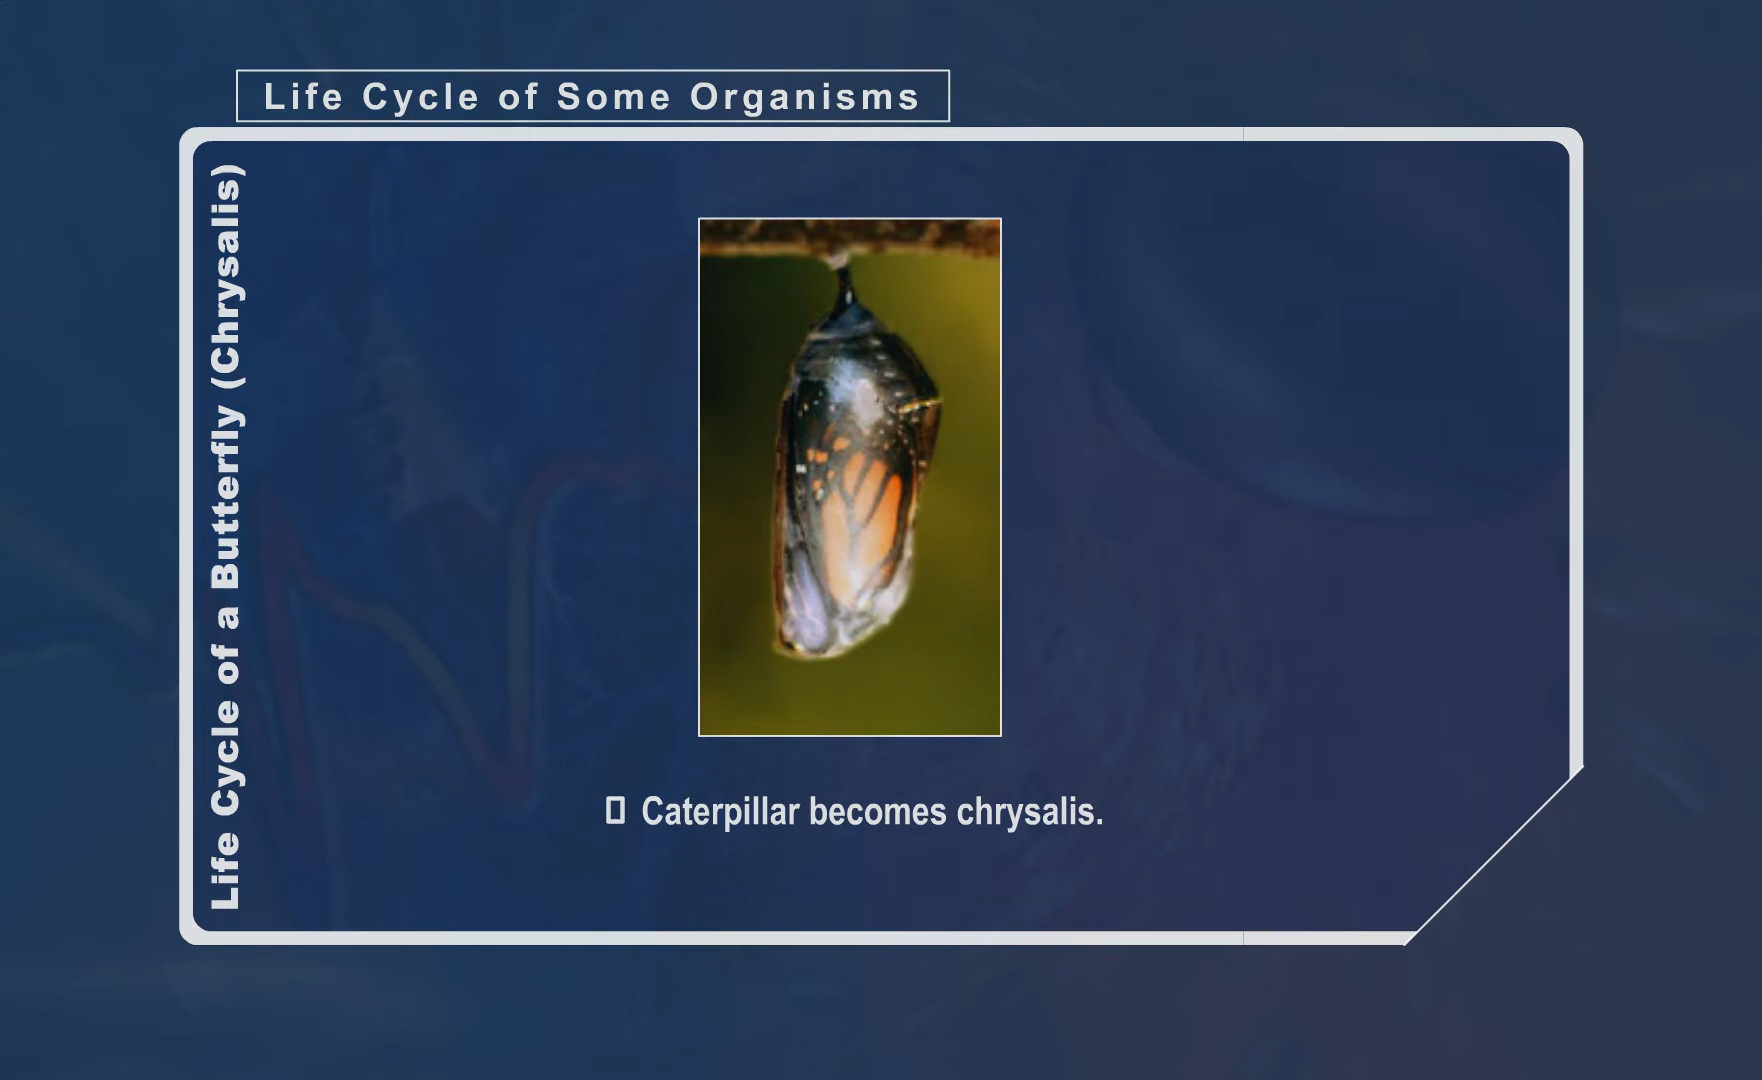 Life Cycle of Some Organisms
Life Cycle of a Butterfly (Chrysalis)
▯ Caterpillar becomes chrysalis.